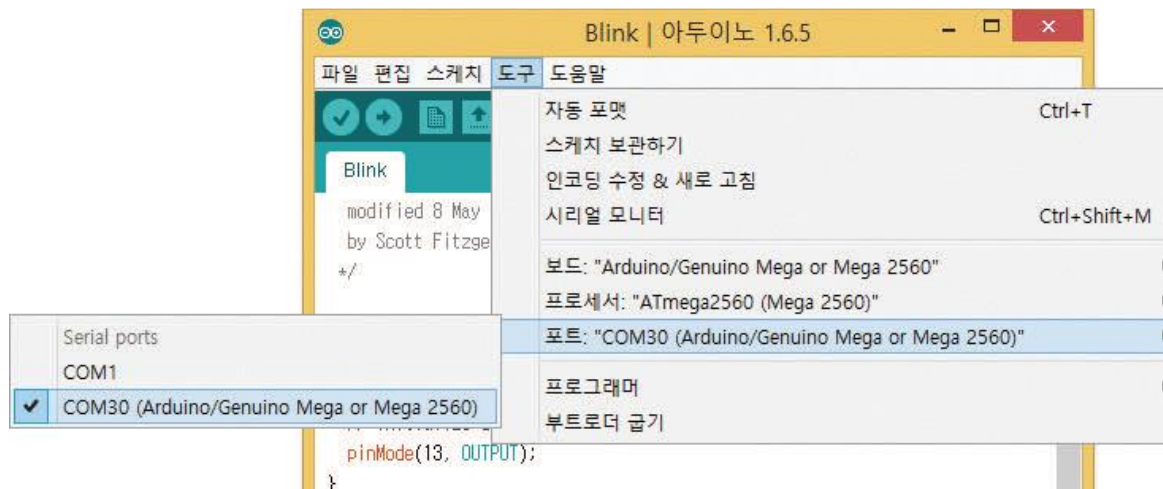 Blink | 아두이노 1.6.5
파일 편집 스케치 도구 도움말
Blink
modified 8 May
by Scott Fitzge
*/
pinMode(13, OUTPUT);
}
자동 포맷 Ctrl+T
스케치 보관하기
인코딩 수정 & 새로 고침
시리얼 모니터 Ctrl+Shift+M
보드: "Arduino/Genuino Mega or Mega 2560"
프로세서: "ATmega2560 (Mega 2560)"
포트: "COM30 (Arduino/Genuino Mega or Mega 2560)"
프로그래머
부트로더 굽기
Serial ports
COM1
COM30 (Arduino/Genuino Mega or Mega 2560)